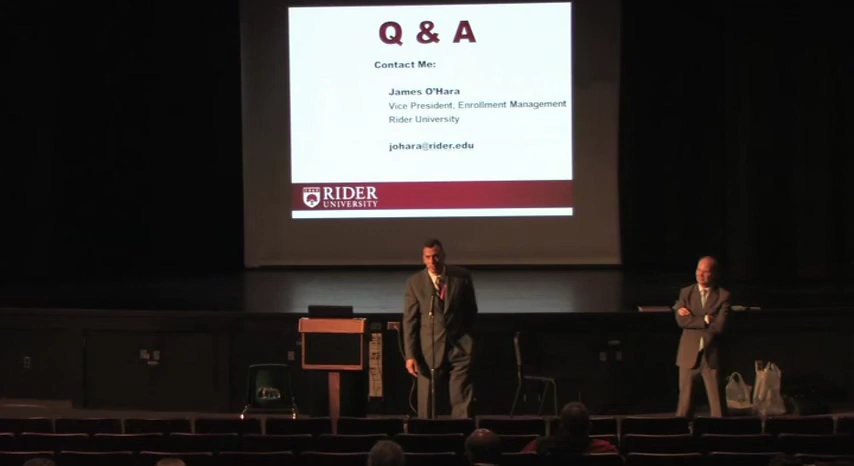 Q & A
Contact Me:
James O'Hara
Vice President, Enrollment Management
Rider University
johara@rider.edu
RIDER
UNIVERSITY